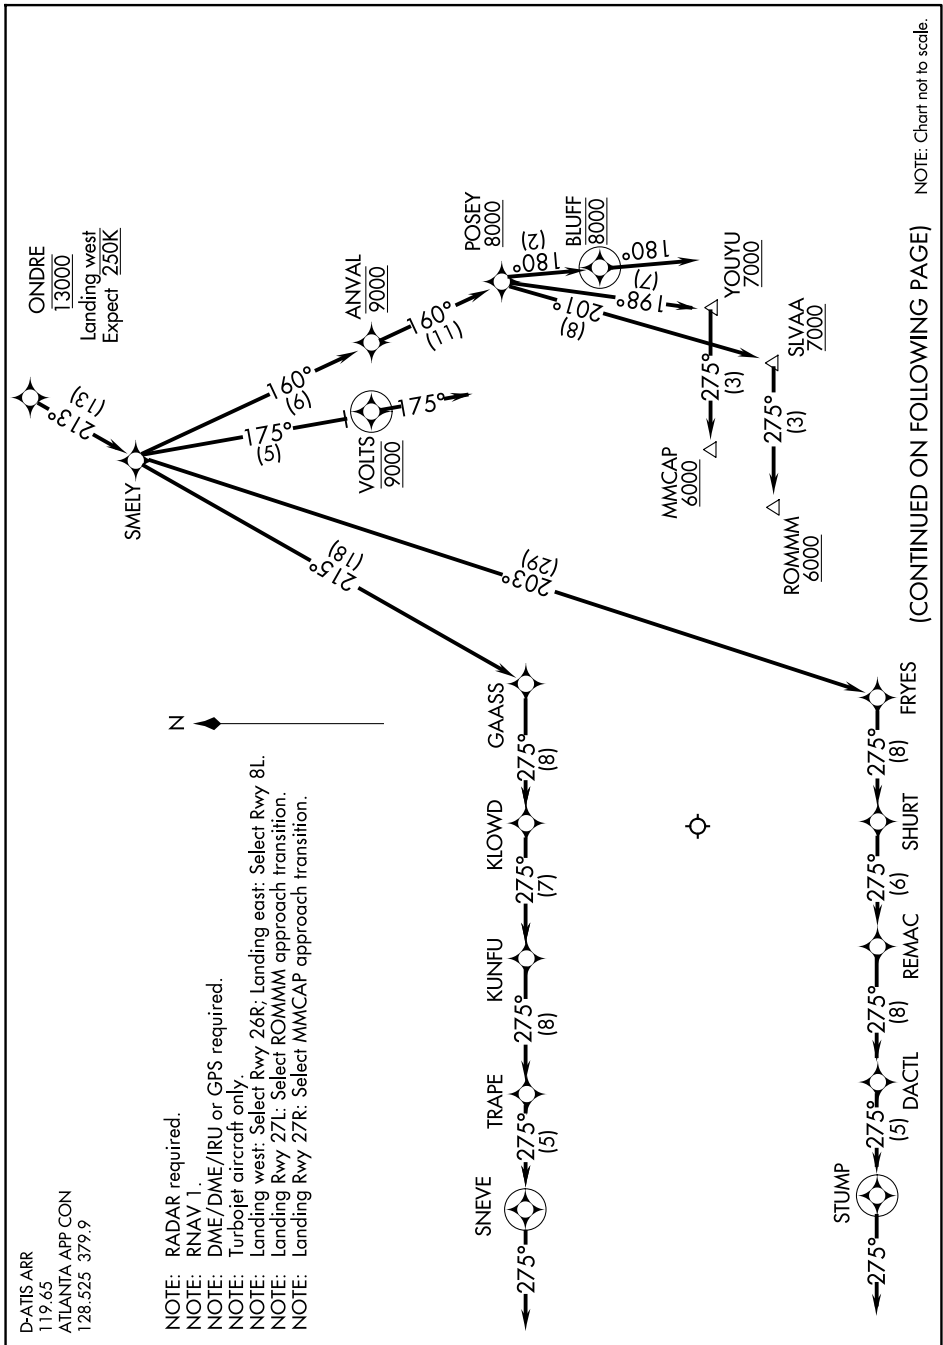 D-ATIS ARR
119.65
ATLANTA APP CON
128.525 379.9
NOTE: RADAR required.
NOTE: RNAV 1.
NOTE: DME/DME/IRU or GPS required.
NOTE: Turbojet aircraft only.
NOTE: Landing west: Select Rwy 26R; Landing east: Select Rwy 8L.
NOTE: Landing Rwy 27L: Select ROMMM approach transition.
NOTE: Landing Rwy 27R: Select MMCAP approach transition.
N
ONDRE
13000
Landing west
Expect 250K
213°
(13)
SMELY
160°
(9)
ANVAL
9000
160°
(11)
175°
(5)
VOLTS
9000
175°
POSEY
8000
180°
(2)
BLUFF
8000
180°
198°
(7)
YOUYU
7000
201°
(8)
SLVAA
7000
275°
(3)
MMCAP
6000
275°
(3)
ROMMM
6000
215°
(18)
203°
(29)
GAASS
275°
(8)
KLOWD
275°
(7)
KUNFU
275°
(8)
TRAPE
275°
(5)
SNEVE
275°
FRYES
275°
(8)
SHURT
275°
(6)
REMAC
275°
(8)
DACTL
275°
(5)
STUMP
275°
(CONTINUED ON FOLLOWING PAGE)
NOTE: Chart not to scale.